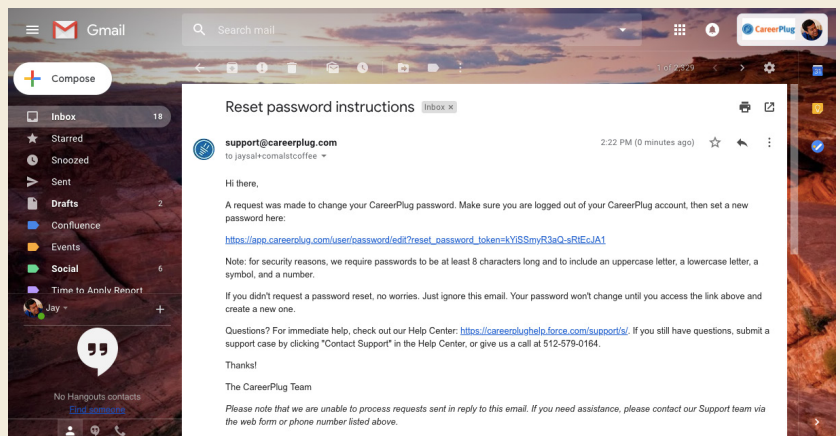 Gmail
Search mail
CareerPlug
Compose
1 of 2,329
Inbox 18
Starred
Snoozed
Sent
Drafts 2
Confluence
Events
Social 6
Time to Apply Report
Jay
No Hangouts contacts
Find someone
Reset password instructions Inbox ×
support@careerplug.com 2:22 PM (0 minutes ago)
to jaysal+comalstcoffee
Hi there,
A request was made to change your CareerPlug password. Make sure you are logged out of your CareerPlug account, then set a new
password here:
https://app.careerplug.com/user/password/edit?reset_password_token=kYiSSmyR3aQ-sRtEcJA1
Note: for security reasons, we require passwords to be at least 8 characters long and to include an uppercase letter, a lowercase letter, a
symbol, and a number.
If you didn't request a password reset, no worries. Just ignore this email. Your password won't change until you access the link above and
create a new one.
Questions? For immediate help, check out our Help Center: https://careerplughelp.force.com/support/s/. If you still have questions, submit a
support case by clicking "Contact Support" in the Help Center, or give us a call at 512-579-0164.
Thanks!
The CareerPlug Team
Please note that we are unable to process requests sent in reply to this email. If you need assistance, please contact our Support team via
the web form or phone number listed above.